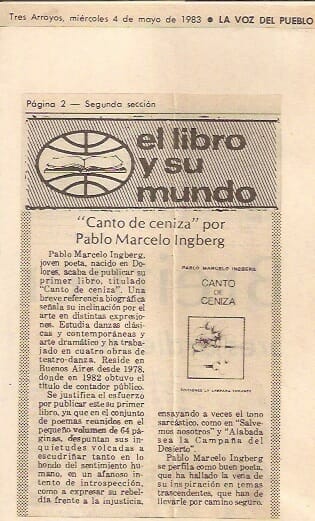 Tres Arroyos, miércoles 4 de mayo de 1983 ● LA VOZ DEL PUEBLO
Página 2 — Segunda sección
el libro
y su
mundo
"Canto de ceniza" por
Pablo Marcelo Ingberg
Pablo Marcelo Ingberg,
joven poeta, nacido en Do-
lores, acaba de publicar su
primer libro, titulado
"Canto de ceniza". Una
breve referencia biográfica
señala su inclinación por el
arte en distintas expresio-
nes. Estudia danzas clási-
cas y contemporáneas y
arte dramático y ha traba-
jado en cuatro obras de
teatro-danza. Reside en
Buenos Aires desde 1978,
donde en 1982 obtuvo el
título de contador público.
Se justifica el esfuerzo
por publicar este su primer
libro, ya que en el conjunto
de poemas reunidos en el
pequeño volumen de 64 pá-
ginas, despuntan sus in-
quietudes volcadas a
escudriñar tanto en lo
hondo del sentimiento huma-
no, en un afanoso in-
tento de introspección,
como a expresar su rebel-
día frente a la injusticia,
PABLO MARCELO INGBERG
CANTO
DE
CENIZA
EDICIONES LA LAMPARA ERRANTE
ensayando a veces el tono
sarcástico, como en "Salve-
mos nosotros" y "Alabada
sea la Campaña del
Desierto".
Pablo Marcelo Ingberg
se perfila como buen poeta,
que ha hallado la vena de
su inspiración en temas
trascendentes, que han de
llevarle por camino seguro.